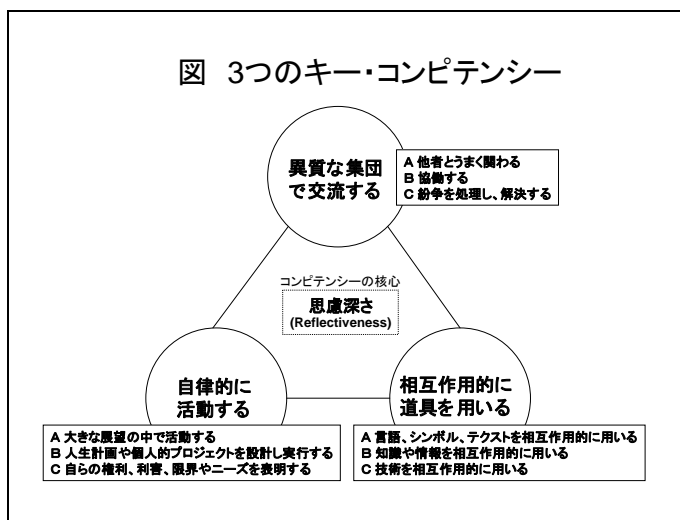 図 3つのキー・コンピテンシー
異質な集団
で交流する
A 他者とうまく関わる
B 協働する
C 紛争を処理し、解決する
コンピテンシーの核心
思慮深さ
(Reflectiveness)
自律的に
活動する
A 大きな展望の中で活動する
B 人生計画や個人的プロジェクトを設計し実行する
C 自らの権利、利害、限界やニーズを表明する
相互作用的に
道具を用いる
A 言語、シンボル、テクストを相互作用的に用いる
B 知識や情報を相互作用的に用いる
C 技術を相互作用的に用いる